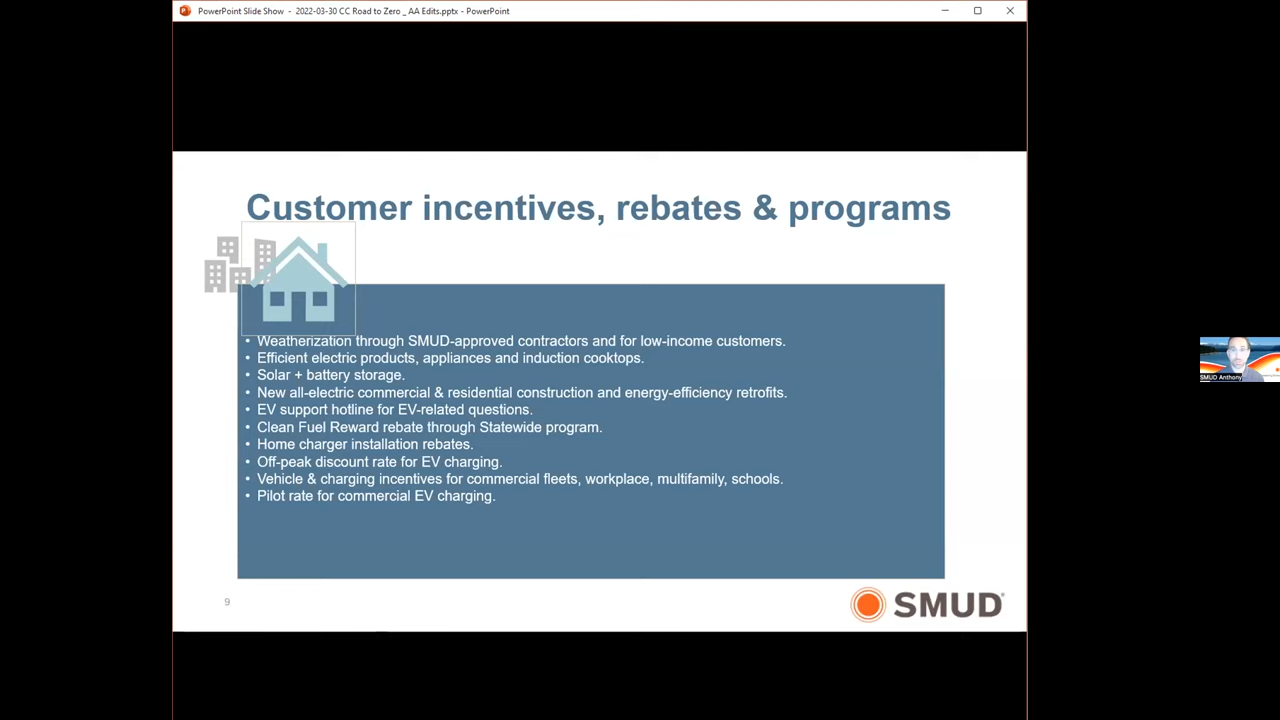 PowerPoint Slide Show - 2022-03-30 CC Road to Zero _ AA Edits.pptx - PowerPoint
Customer incentives, rebates & programs
• Weatherization through SMUD-approved contractors and for low-income customers.
• Efficient electric products, appliances and induction cooktops.
• Solar + battery storage.
• New all-electric commercial & residential construction and energy-efficiency retrofits.
• EV support hotline for EV-related questions.
• Clean Fuel Reward rebate through Statewide program.
• Home charger installation rebates.
• Off-peak discount rate for EV charging.
• Vehicle & charging incentives for commercial fleets, workplace, multifamily, schools.
• Pilot rate for commercial EV charging.
9
SMUD®
SMUD Anthony